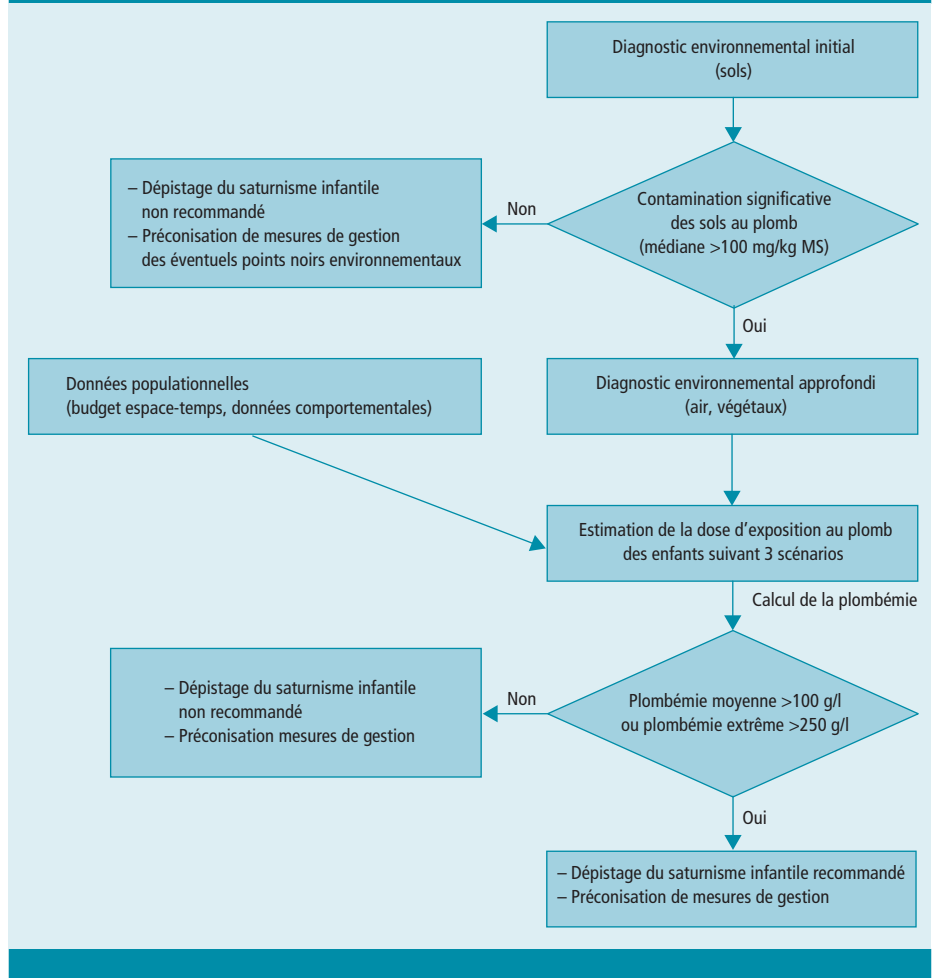 Diagnostic environnemental initial
(sols)
Contamination significative
des sols au plomb
(médiane >100 mg/kg MS)
Non
– Dépistage du saturnisme infantile
non recommandé
– Préconisation de mesures de gestion
des éventuels points noirs environnementaux
Oui
Données populationnelles
(budget espace-temps, données comportementales)
Diagnostic environnemental approfondi
(air, végétaux)
Estimation de la dose d’exposition au plomb
des enfants suivant 3 scénarios
Calcul de la plombémie
Plombémie moyenne >100 g/l
ou plombémie extrême >250 g/l
Non
– Dépistage du saturnisme infantile
non recommandé
– Préconisation mesures de gestion
Oui
– Dépistage du saturnisme infantile recommandé
– Préconisation de mesures de gestion